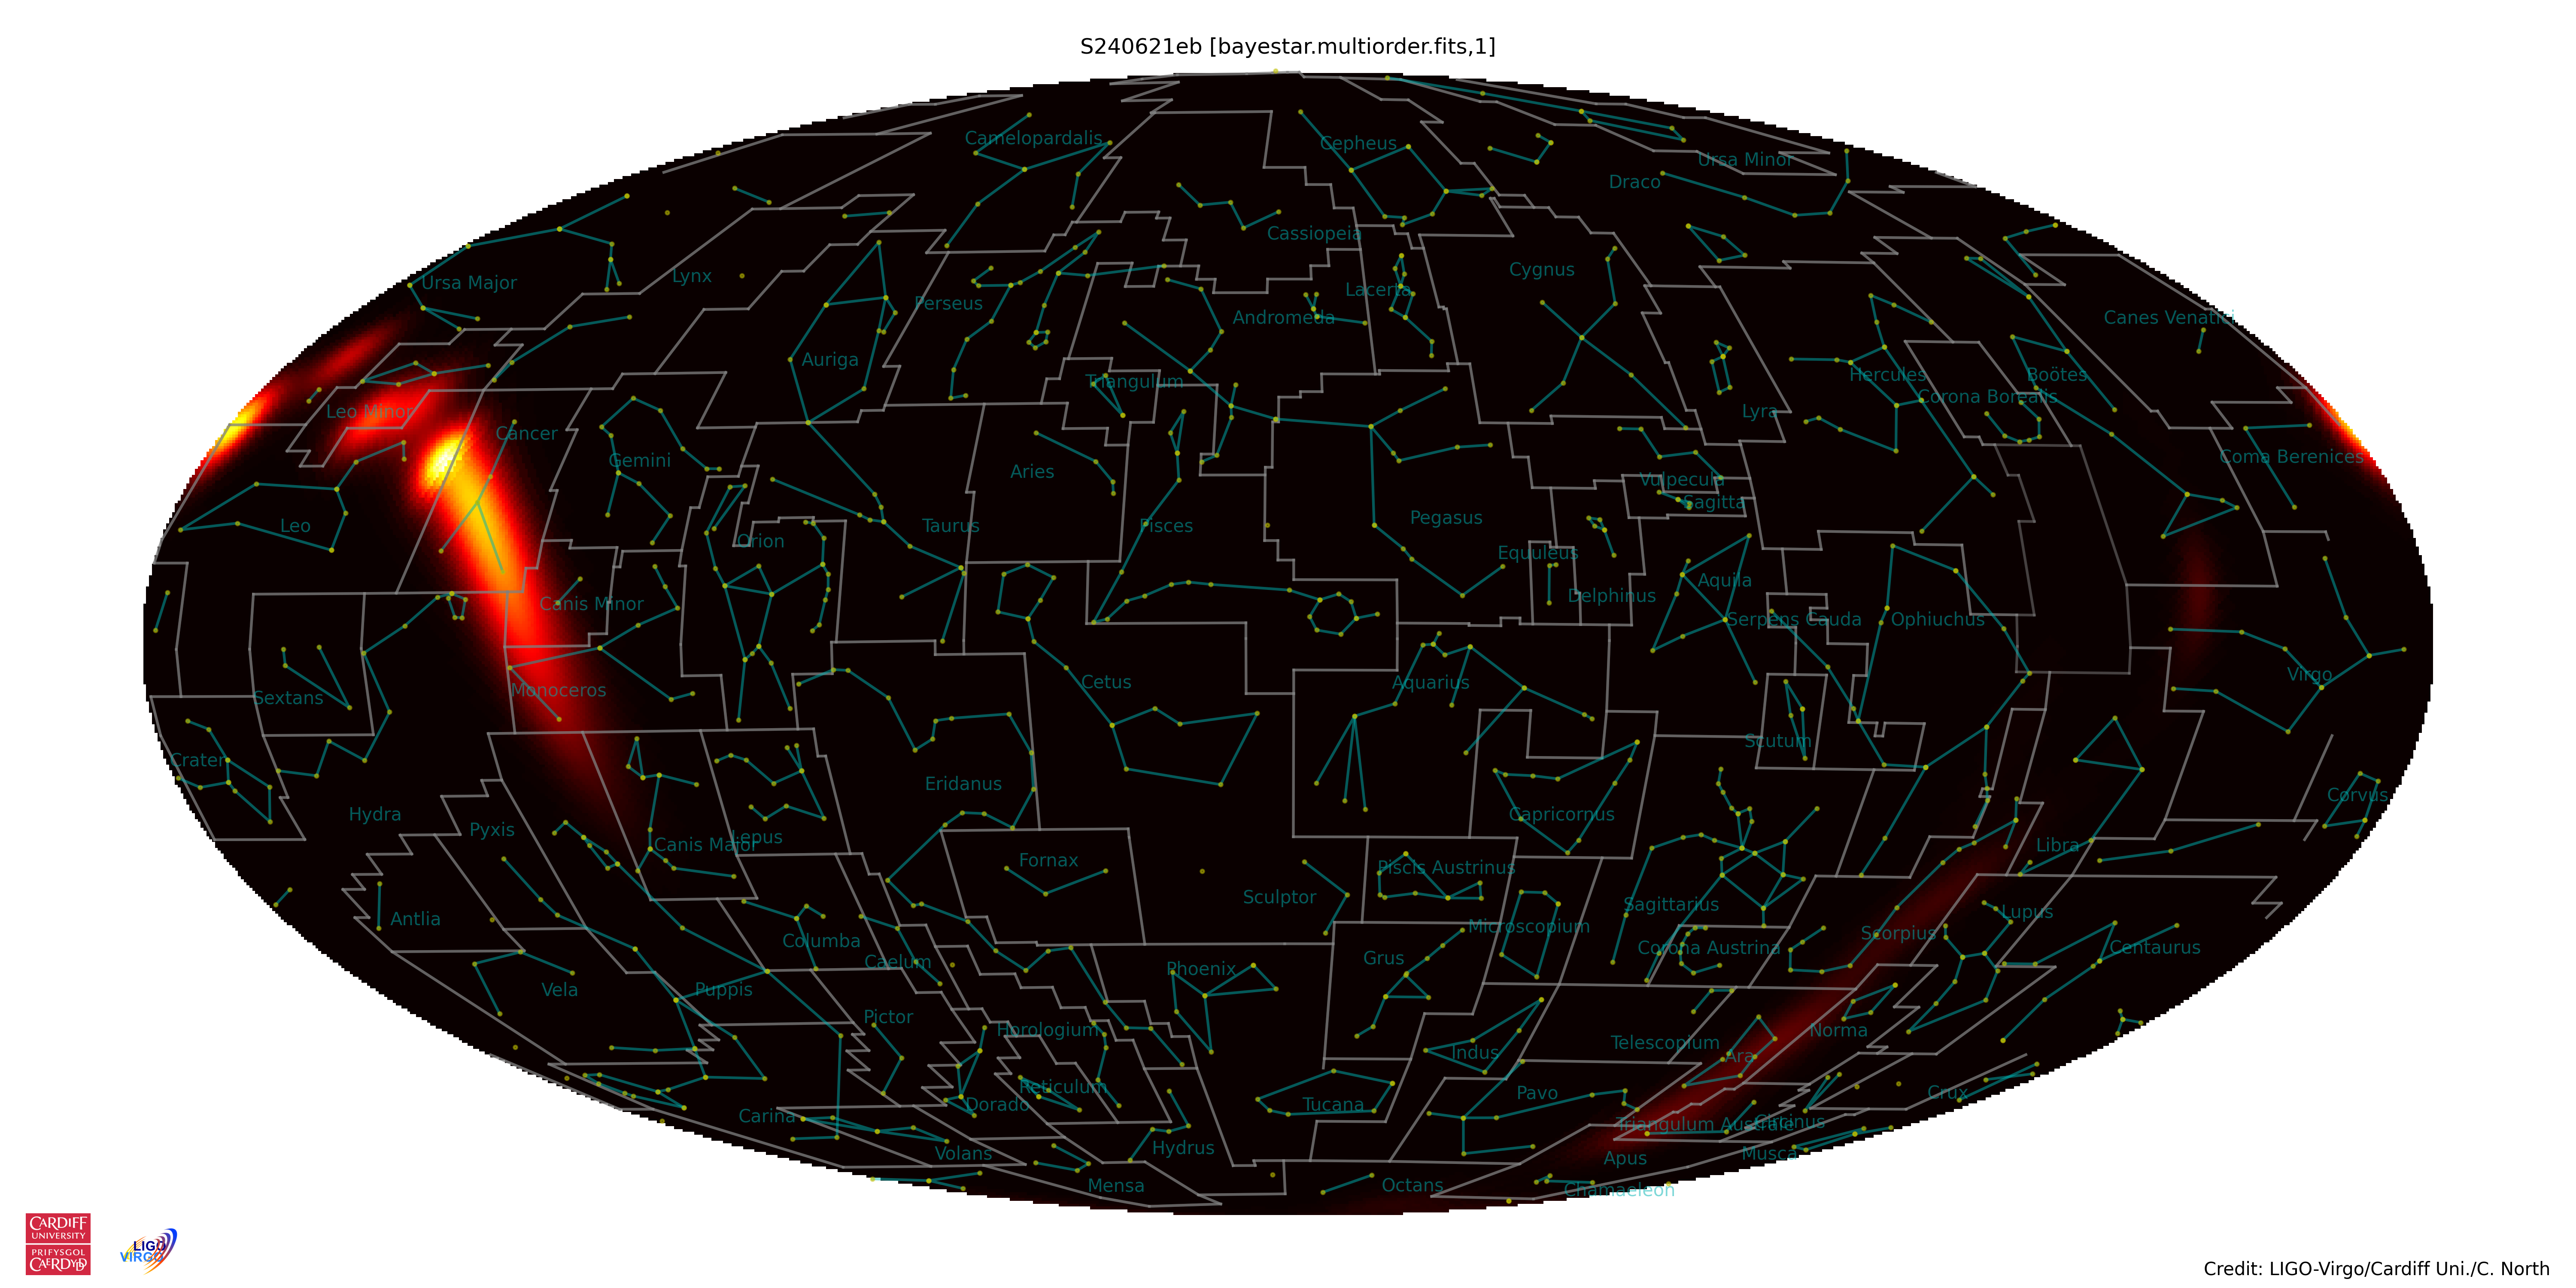 S240621eb [bayestar.multiorder.fits,1]
Camelopardalis
Cepheus
Ursa Minor
Draco
Cassiopeia
Cygnus
Lynx
Ursa Major
Lacerta
Perseus
Andromeda
Canes Venatici
Auriga
Triangulum
Hercules
Boötes
Corona Borealis
Leo Minor
Lyra
Cancer
Gemini
Coma Berenices
Aries
Vulpecula
Sagitta
Pegasus
Leo
Taurus
Pisces
Orion
Equuleus
Aquila
Delphinus
Canis Minor
Serpens Cauda
Ophiuchus
Virgo
Cetus
Aquarius
Monoceros
Sextans
Scutum
Crater
Eridanus
Corvus
Hydra
Capricornus
Pyxis
Lepus
Canis Major
Libra
Fornax
Piscis Austrinus
Sculptor
Sagittarius
Lupus
Antlia
Microscopium
Scorpius
Columba
Corona Austrina
Centaurus
Caelum
Grus
Phoenix
Vela
Puppis
Pictor
Horologium
Norma
Telescopium
Indus
Ara
Reticulum
Pavo
Crux
Dorado
Tucana
Carina
Triangulum Australe
Circinus
Hydrus
Volans
Musca
Apus
Mensa
Octans
Chamaeleon
CARDIFF
UNIVERSITY
PRIFYSGOL
CAERDYDD
LIGO
VIRGO
Credit: LIGO-Virgo/Cardiff Uni./C. North